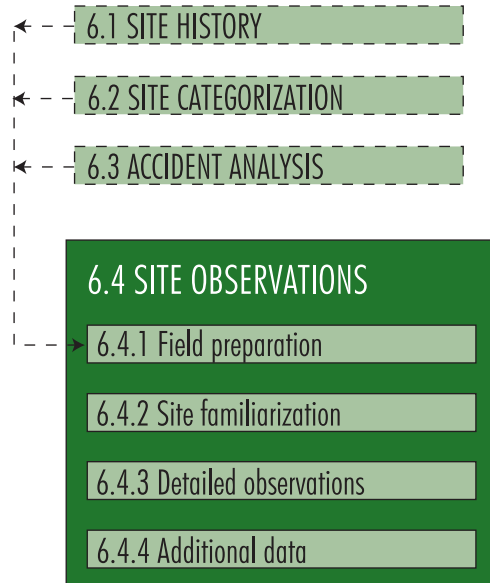 6.1 SITE HISTORY
6.2 SITE CATEGORIZATION
6.3 ACCIDENT ANALYSIS
6.4 SITE OBSERVATIONS
6.4.1 Field preparation
6.4.2 Site familiarization
6.4.3 Detailed observations
6.4.4 Additional data